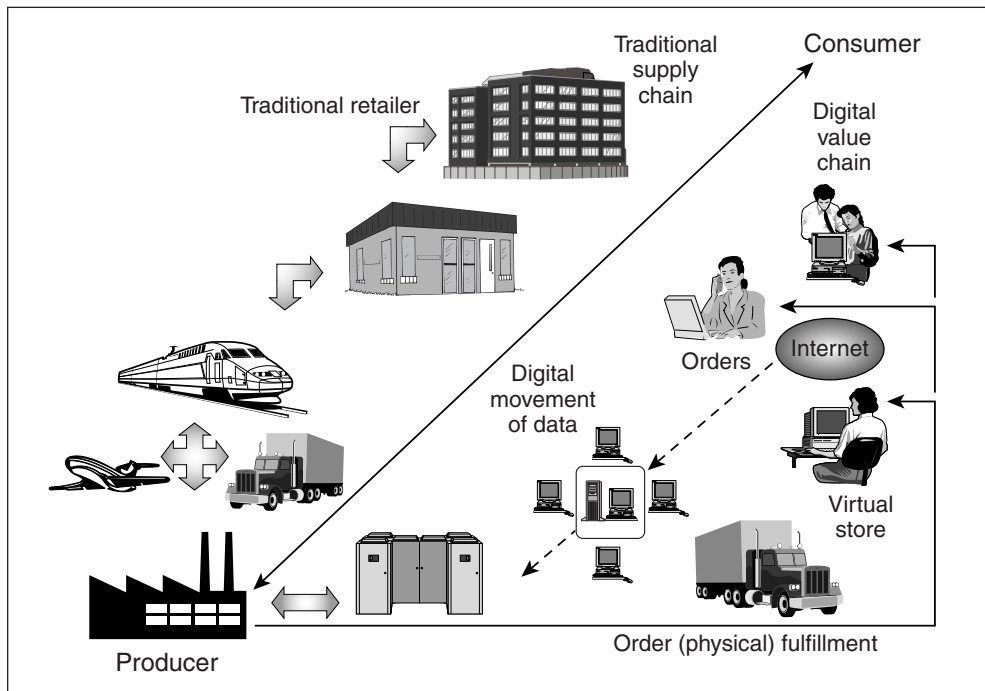 Traditional
supply
chain
Consumer
Traditional retailer
Digital
value
chain
Orders
Internet
Digital
movement
of data
Virtual
store
Order (physical) fulfillment
Producer